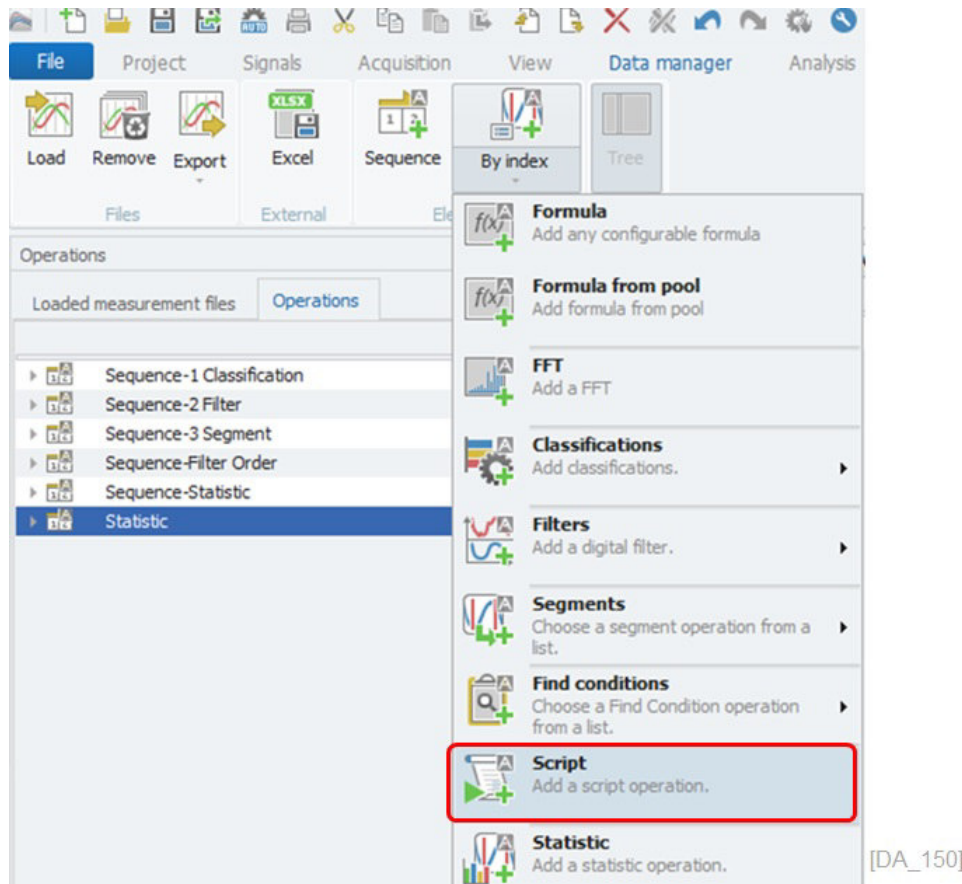 AUTO
File Project Signals Acquisition View Data manager Analysis
XLSX
Load Remove Export Excel Sequence By index Tree
Files External Ele
Operations
Loaded measurement files Operations
Sequence-1 Classification
Sequence-2 Filter
Sequence-3 Segment
Sequence-Filter Order
Sequence-Statistic
Statistic
Formula
Add any configurable formula
Formula from pool
Add formula from pool
FFT
Add a FFT
Classifications
Add classifications.
Filters
Add a digital filter.
Segments
Choose a segment operation from a
list.
Find conditions
Choose a Find Condition operation
from a list.
Script
Add a script operation.
Statistic
Add a statistic operation.
[DA_150]